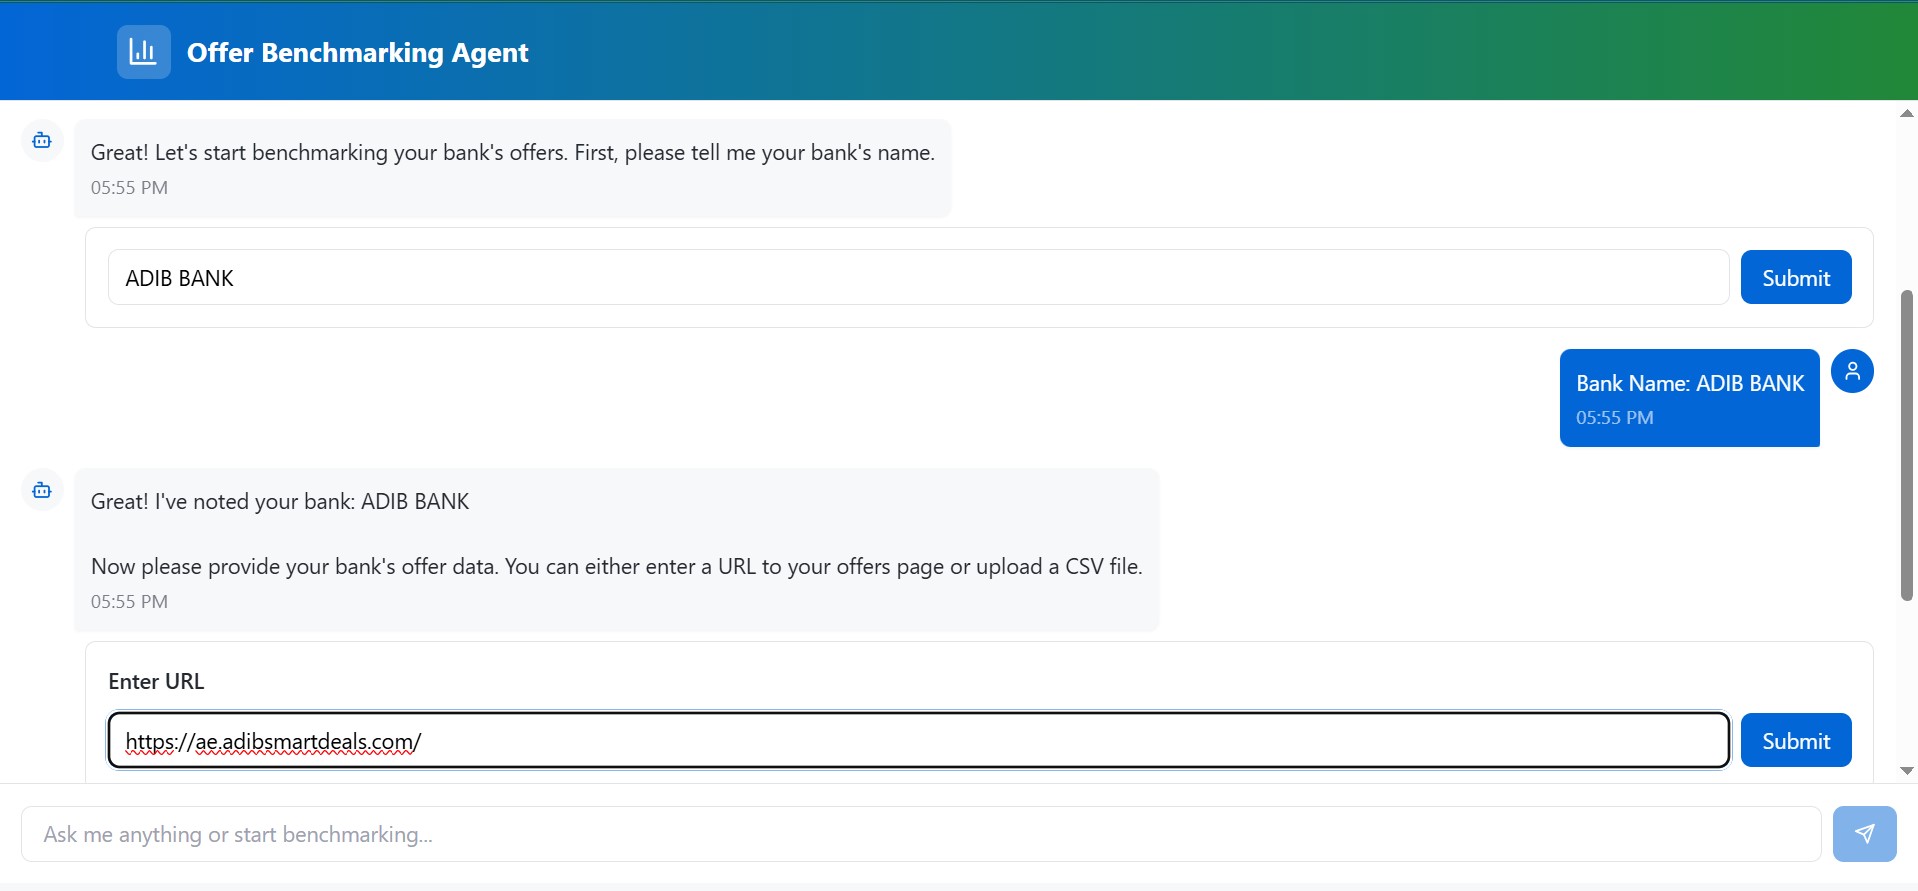 Offer Benchmarking Agent
Great! Let's start benchmarking your bank's offers. First, please tell me your bank's name.
05:55 PM
ADIB BANK
Submit
Bank Name: ADIB BANK
05:55 PM
Great! I've noted your bank: ADIB BANK
Now please provide your bank's offer data. You can either enter a URL to your offers page or upload a CSV file.
05:55 PM
Enter URL
https://ae.adibsmartdeals.com/
Submit
Ask me anything or start benchmarking...